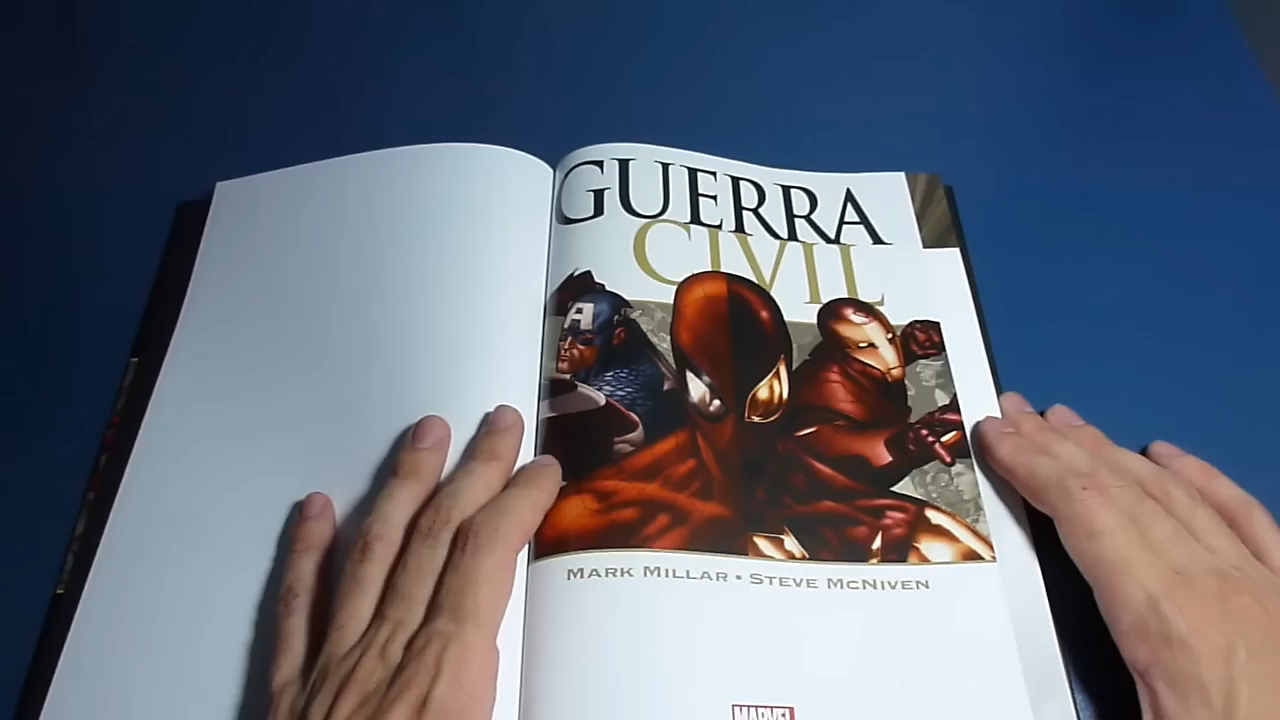 GUERRA
CIVIL
A
MARK MILLAR • STEVE MCNIVEN
MARVEL